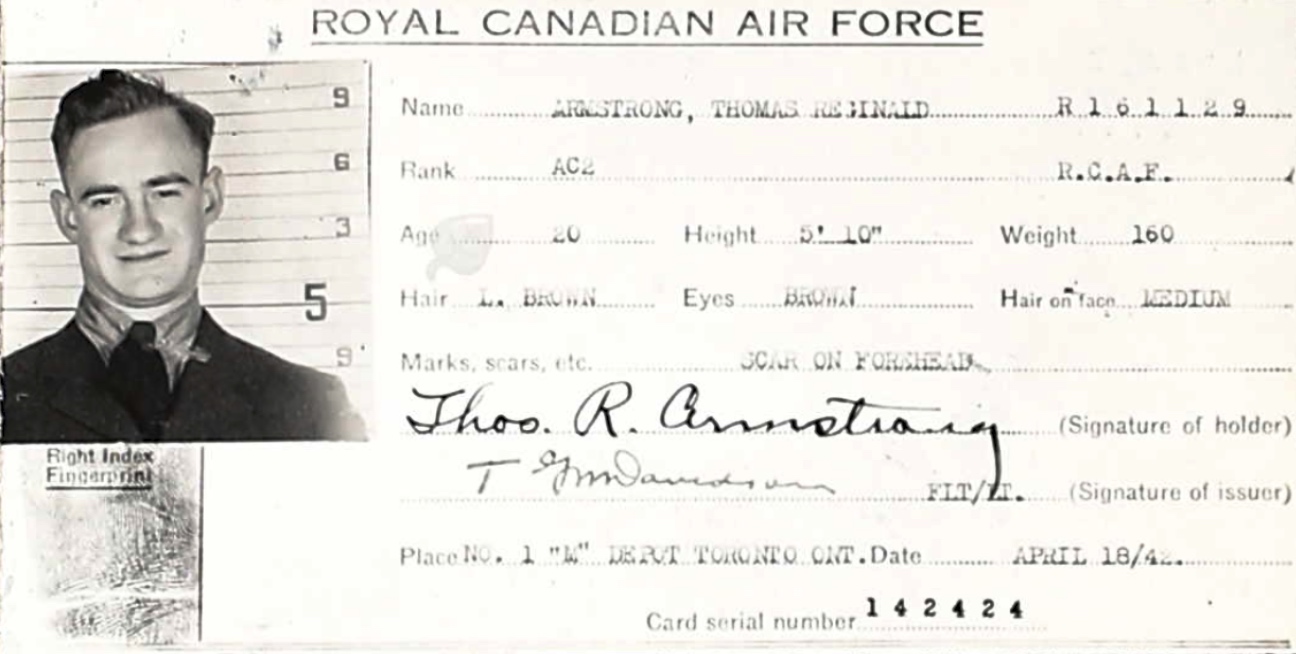 ROYAL CANADIAN AIR FORCE
9
6
3
5
9
Name ARMSTRONG, THOMAS REGINALD R 1 6 1 1 2 9
Rank AC2 R.C.A.F.
Age 20 Height 5' 10" Weight 160
Hair L. BROWN Eyes BROWN Hair on face MEDIUM
Marks, scars, etc. SCAR ON FOREHEAD
Thos. R. Armstrong (Signature of holder)
Right Index
Fingerprint
T Davidson FLT/LT. (Signature of issuer)
Place NO. 1 "M" DEPOT TORONTO ONT. Date APRIL 18/42.
Card serial number 1 4 2 4 2 4